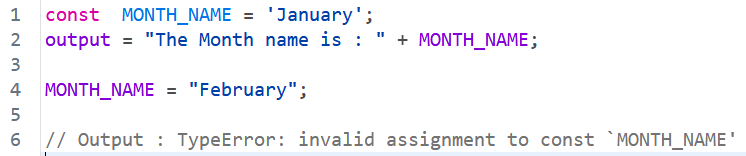 1 const  MONTH_NAME = 'January';
2 output = "The Month name is : " + MONTH_NAME;
3
4 MONTH_NAME = "February";
5
6 // Output : TypeError: invalid assignment to const `MONTH_NAME'